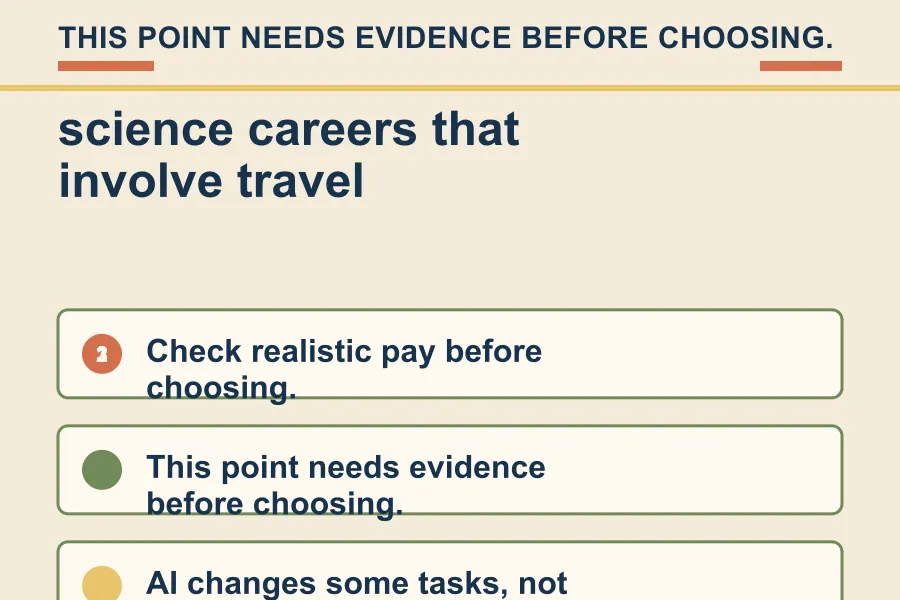 THIS POINT NEEDS EVIDENCE BEFORE CHOOSING.
science careers that
involve travel
Check realistic pay before
choosing.
This point needs evidence
before choosing.
AI changes some tasks, not